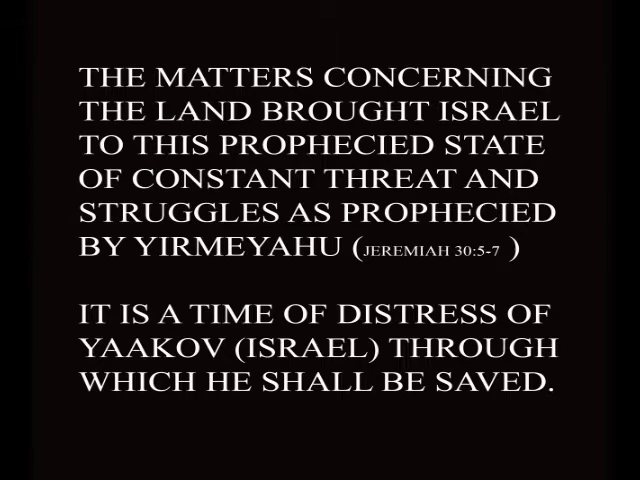 THE MATTERS CONCERNING
THE LAND BROUGHT ISRAEL
TO THIS PROPHECIED STATE
OF CONSTANT THREAT AND
STRUGGLES AS PROPHECIED
BY YIRMEYAHU (JEREMIAH 30:5-7 )
IT IS A TIME OF DISTRESS OF
YAAKOV (ISRAEL) THROUGH
WHICH HE SHALL BE SAVED.